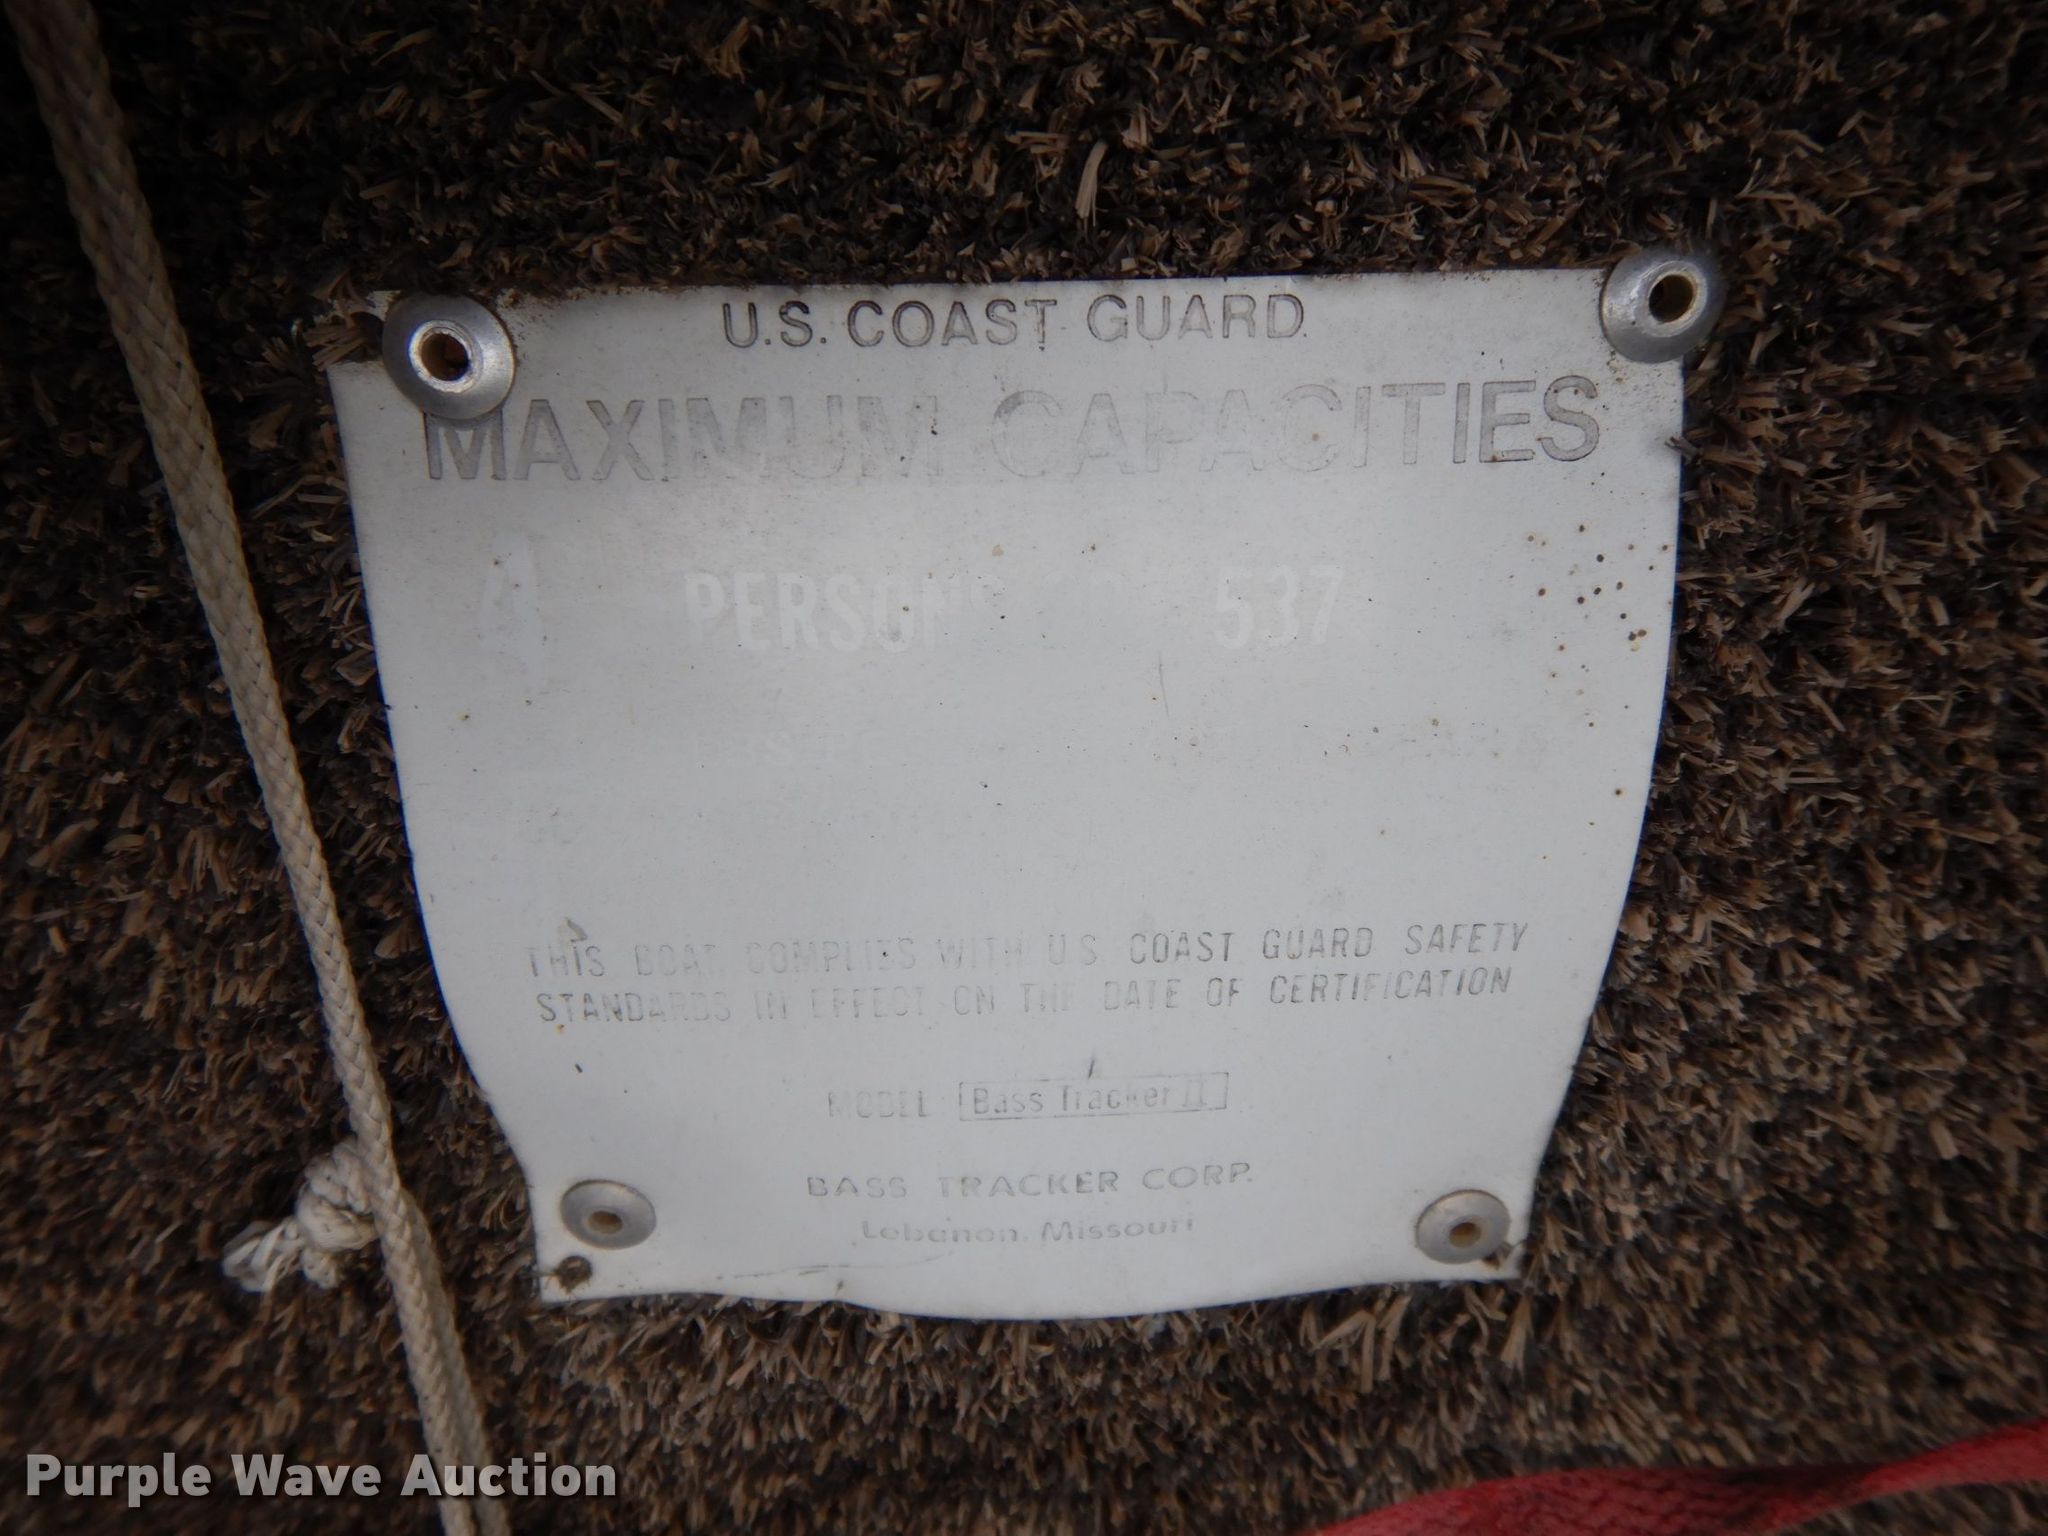 U.S. COAST GUARD
MAXIMUM CAPACITIES
4 PERSONS OR 537
THIS BOAT COMPLIES WITH U.S. COAST GUARD SAFETY
STANDARDS IN EFFECT ON THE DATE OF CERTIFICATION
MODEL Bass Tracker II
BASS TRACKER CORP.
Lebanon, Missouri
Purple Wave Auction